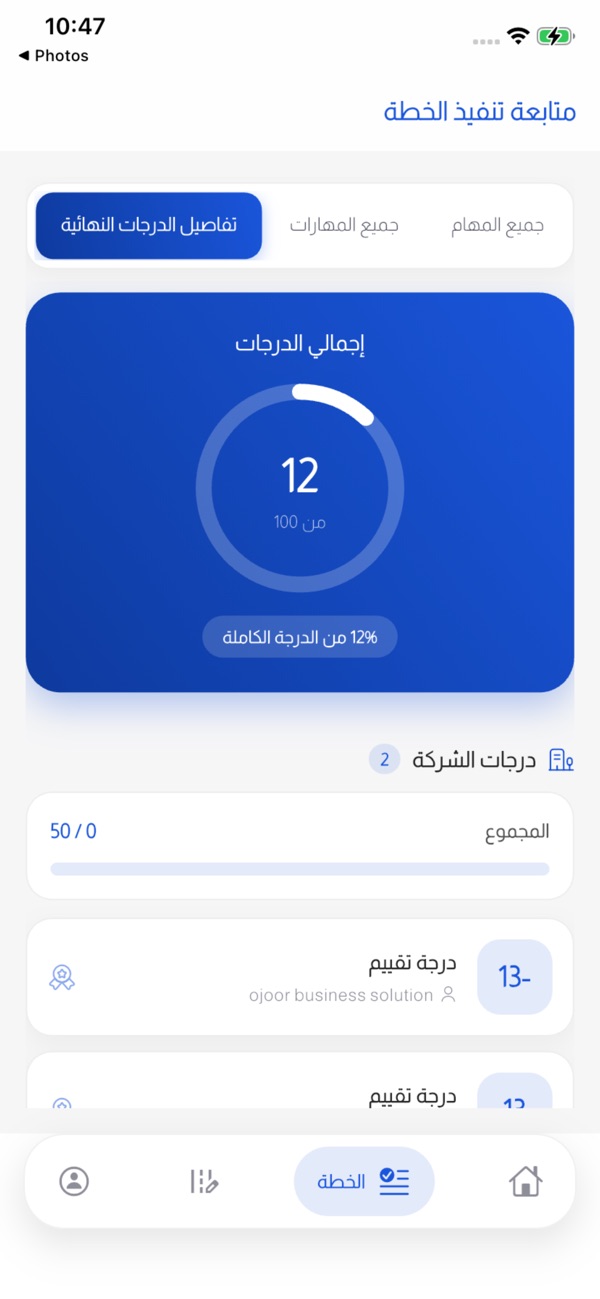 10:47
◀ Photos
متابعة تنفيذ الخطة
جميع المهام
جميع المهارات
تفاصيل الدرجات النهائية
إجمالي الدرجات
12
من 100
12% من الدرجة الكاملة
درجات الشركة 2
المجموع
50 / 0
درجة تقييم
13-
ojoor business solution
درجة تقييم
الخطة